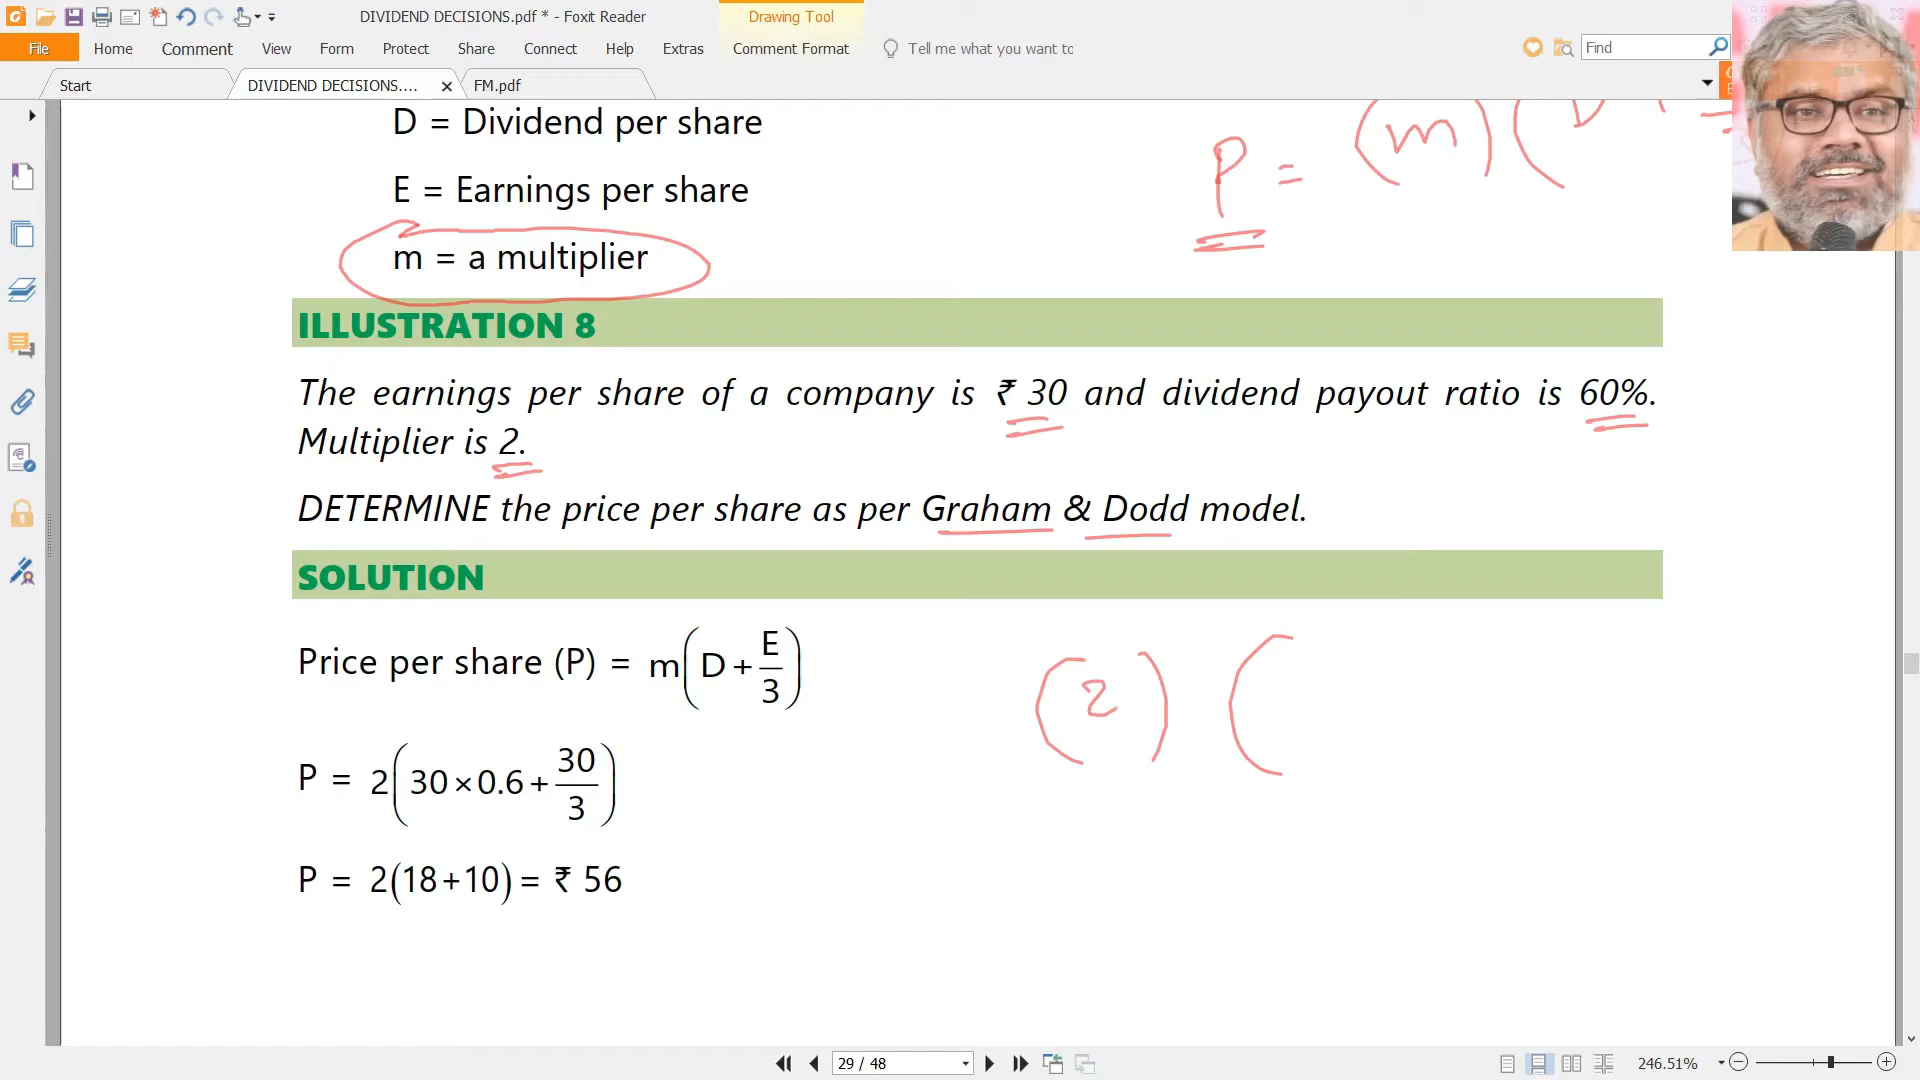 DIVIDEND DECISIONS.pdf * - Foxit Reader
Drawing Tool
File Home Comment View Form Protect Share Connect Help Extras Comment Format Tell me what you want to Find
Start DIVIDEND DECISIONS.... FM.pdf
D = Dividend per share
E = Earnings per share
m = a multiplier
P = (m) ( D
ILLUSTRATION 8
The earnings per share of a company is ₹ 30 and dividend payout ratio is 60%.
Multiplier is 2.
DETERMINE the price per share as per Graham & Dodd model.
SOLUTION
Price per share (P) = m(D + E/3)
(2) (
P = 2(30 × 0.6 + 30/3)
P = 2(18+10) = ₹ 56
29 / 48
246.51%